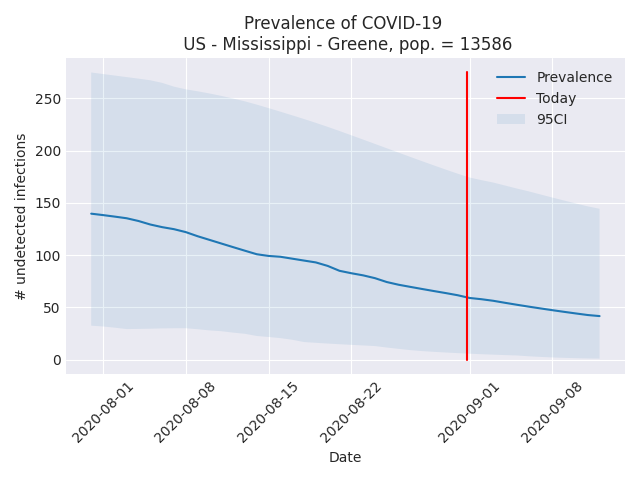 Prevalence of COVID-19
US - Mississippi - Greene, pop. = 13586
Prevalence
Today
95CI
# undetected infections
250
200
150
100
50
0
2020-08-01
2020-08-08
2020-08-15
2020-08-22
2020-09-01
2020-09-08
Date